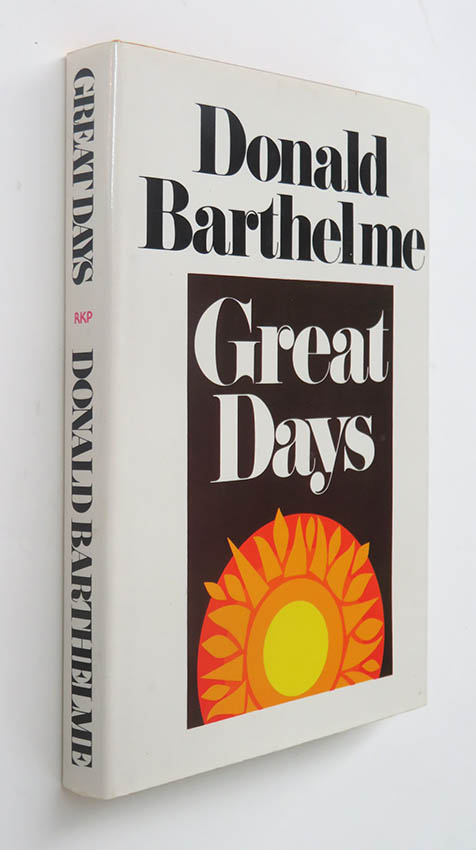 Donald
Barthelme
Great
Days
GREAT DAYS
RKP
DONALD BARTHELME